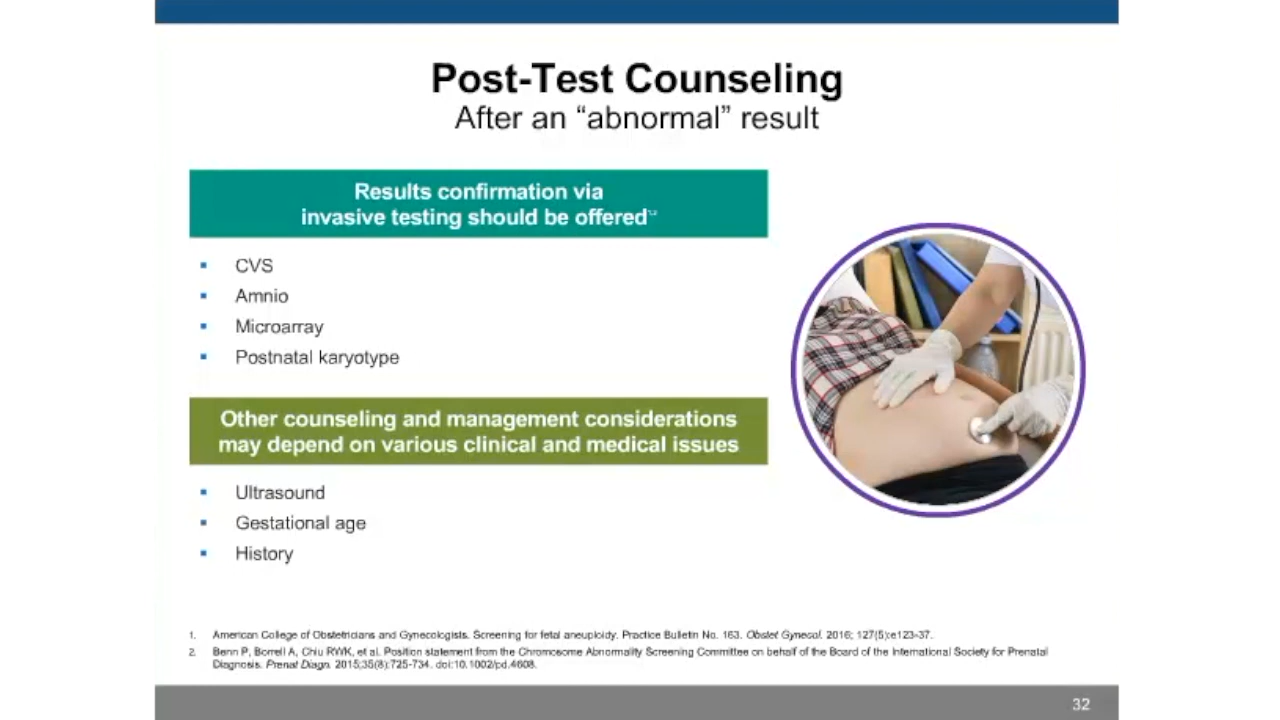 Post-Test Counseling
After an “abnormal” result
Results confirmation via
invasive testing should be offered¹,²
CVS
Amnio
Microarray
Postnatal karyotype
Other counseling and management considerations
may depend on various clinical and medical issues
Ultrasound
Gestational age
History
1. American College of Obstetricians and Gynecologists. Screening for fetal aneuploidy. Practice Bulletin No. 163. Obstet Gynecol. 2016; 127(5):e123-37.
2. Benn P, Borrell A, Chiu RWK, et al. Position statement from the Chromosome Abnormality Screening Committee on behalf of the Board of the International Society for Prenatal
Diagnosis. Prenat Diagn. 2015;35(8):725-734. doi:10.1002/pd.4608.
32